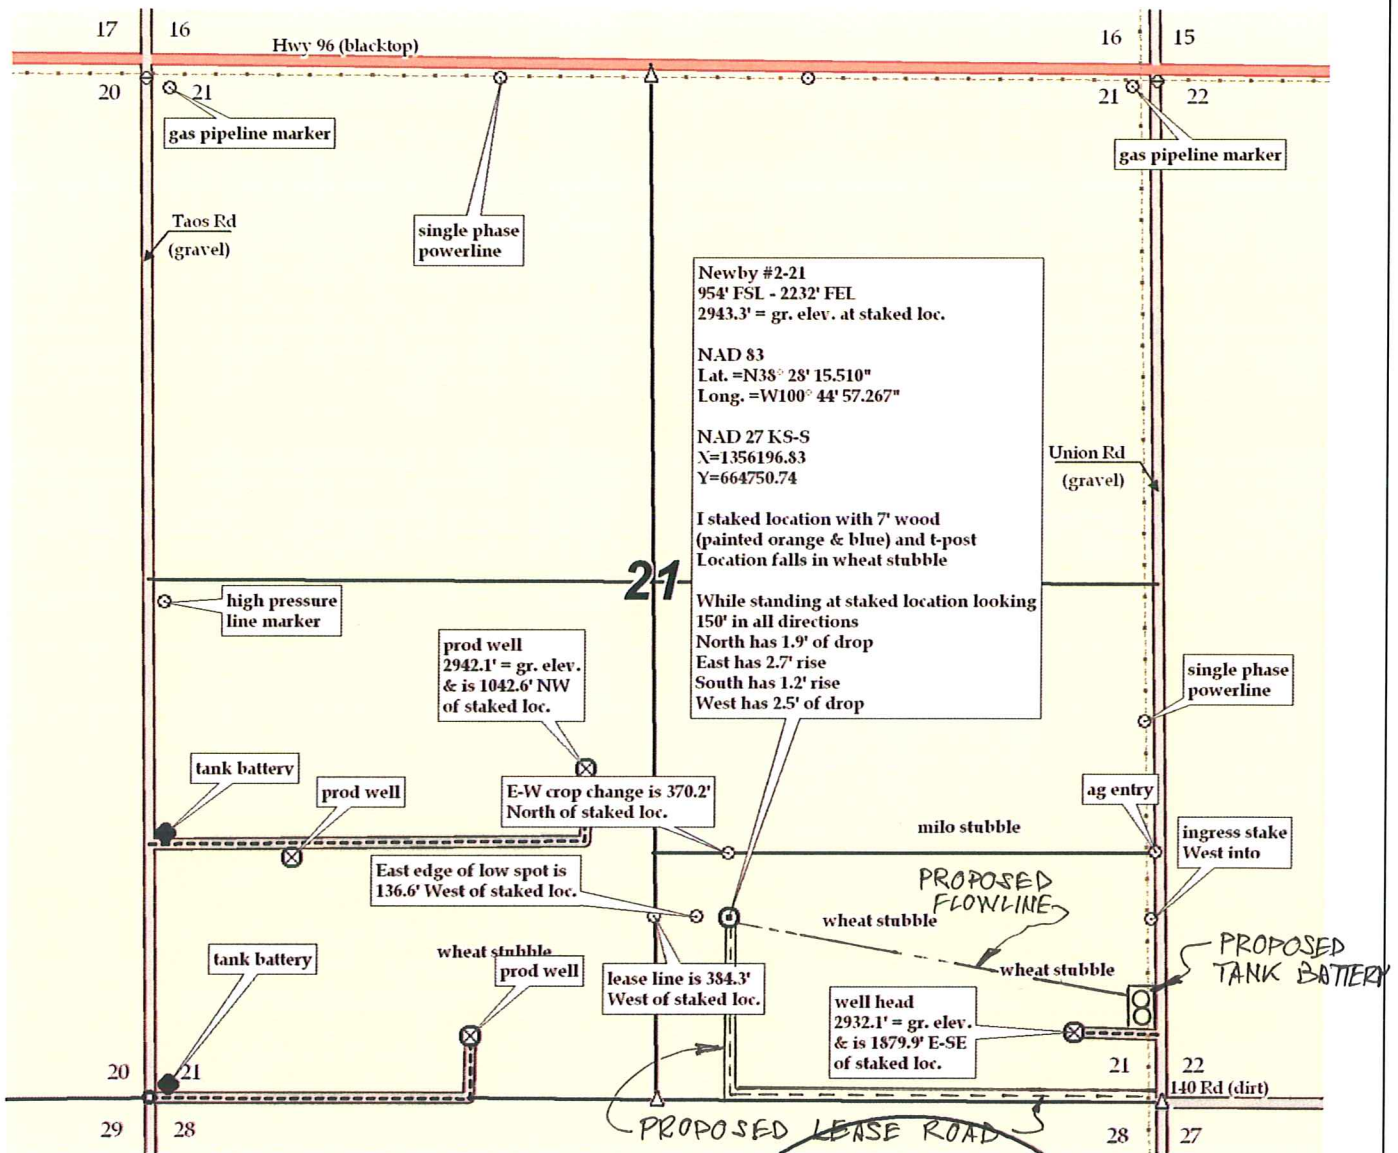 17
16
Hwy 96 (blacktop)
16
15
20
21
21
22
gas pipeline marker
gas pipeline marker
Taos Rd
(gravel)
single phase
powerline
Newby #2-21
954' FSL - 2232' FEL
2943.3' = gr. elev. at staked loc.
NAD 83
Lat. =N38° 28' 15.510"
Long. =W100° 44' 57.267"
NAD 27 KS-S
X=1356196.83
Y=664750.74
I staked location with 7' wood
(painted orange & blue) and t-post
Location falls in wheat stubble
While standing at staked location looking
150' in all directions
North has 1.9' of drop
East has 2.7' rise
South has 1.2' rise
West has 2.5' of drop
Union Rd
(gravel)
21
high pressure
line marker
prod well
2942.1' = gr. elev.
& is 1042.6' NW
of staked loc.
single phase
powerline
tank battery
prod well
E-W crop change is 370.2'
North of staked loc.
ag entry
milo stubble
ingress stake
West into
East edge of low spot is
136.6' West of staked loc.
PROPOSED
FLOWLINE
wheat stubble
wheat stubble
tank battery
prod well
lease line is 384.3'
West of staked loc.
wheat stubble
PROPOSED
TANK BATTERY
well head
2932.1' = gr. elev.
& is 1879.9' E-SE
of staked loc.
20
21
21
22
140 Rd (dirt)
29
28
PROPOSED LEASE ROAD
28
27